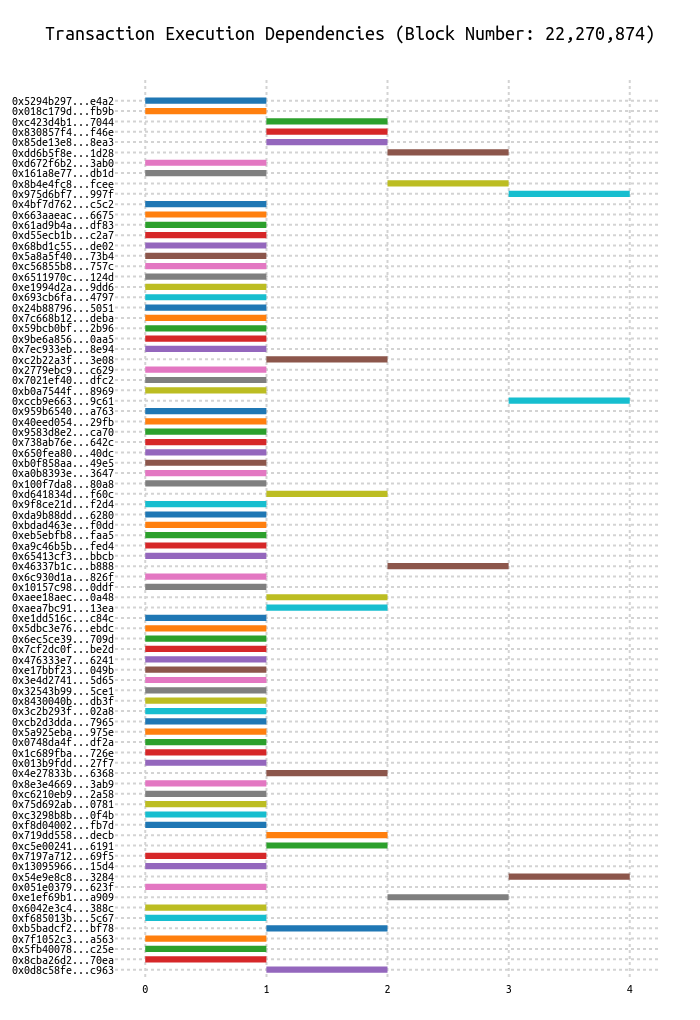 Transaction Execution Dependencies (Block Number: 22,270,874)
0x5294b297...e4a2
0x018c179d...fb9b
0xc423d4b1...7044
0x830857f4...f46e
0x85de13e8...8ea3
0xdd6b5f8e...1d28
0xd672f6b2...3ab0
0x161a8e77...db1d
0x8b4e4fc8...fcee
0x975d6bf7...997f
0x4bf7d762...c5c2
0x663aaeac...6675
0x61ad9b4a...df83
0xd55ecb1b...c2a7
0x68bd1c55...de02
0x5a8a5f40...73b4
0xc56855b8...757c
0x6511970c...124d
0xe1994d2a...9dd6
0x693cb6fa...4797
0x24b88796...5051
0x7c668b12...deba
0x59bcb0bf...2b96
0x9be6a856...0aa5
0x7ec933eb...8e94
0xc2b22a3f...3e08
0x2779ebc9...c629
0x7021ef40...dfc2
0xb0a7544f...8969
0xccb9e663...9c61
0x959b6540...a763
0x40eed054...29fb
0x9583d8e2...ca70
0x738ab76e...642c
0x650fea80...40dc
0xb0f858aa...49e5
0xa0b8393e...3647
0x100f7da8...80a8
0xd641834d...f60c
0x9f8ce21d...f2d4
0xda9b88dd...6280
0xbdad463e...f0dd
0xeb5ebfb8...faa5
0xa9c46b5b...fed4
0x65413cf3...bbcb
0x46337b1c...b888
0x6c930d1a...826f
0x10157c98...0ddf
0xaee18aec...0a48
0xaea7bc91...13ea
0xe1dd516c...c84c
0x5dbc3e76...ebdc
0x6ec5ce39...709d
0x7cf2dc0f...be2d
0x476333e7...6241
0xe17bbf23...049b
0x3e4d2741...5d65
0x32543b99...5ce1
0x8430040b...db3f
0x3c2b293f...02a8
0xcb2d3dda...7965
0x5a925eba...975e
0x0748da4f...df2a
0x1c689fba...726e
0x013b9fdd...27f7
0x4e27833b...6368
0x8e3e4669...3ab9
0xc6210eb9...2a58
0x75d692ab...0781
0xc3298b8b...0f4b
0xf8d04002...fb7d
0x719dd558...decb
0xc5e00241...6191
0x7197a712...69f5
0x13095966...15d4
0x54e9e8c8...3284
0x051e0379...623f
0xe1ef69b1...a909
0x6042e3c4...388c
0xf685013b...5c67
0xb5badcf2...bf78
0x7f1052c3...a563
0x5fb40078...c25e
0x8cba26d2...70ea
0x0d8c58fe...c963
0 1 2 3 4